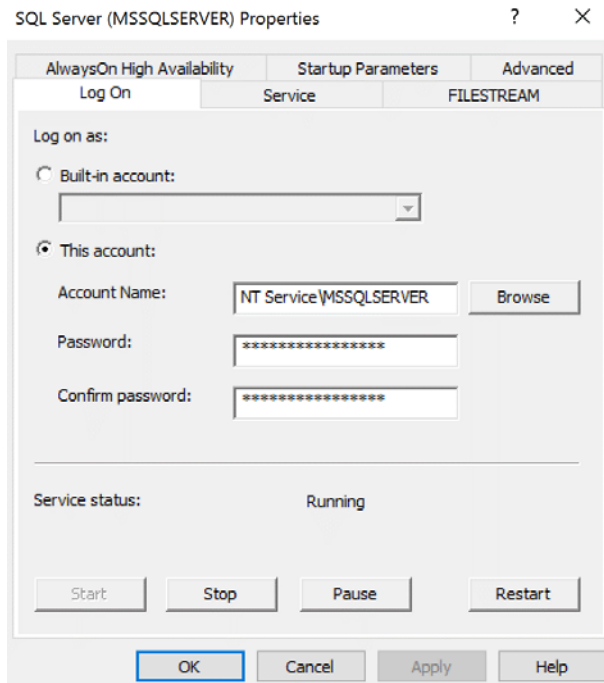 SQL Server (MSSQLSERVER) Properties ? ×
AlwaysOn High Availability Startup Parameters Advanced
Log On Service FILESTREAM
Log on as:
Built-in account:
This account:
Account Name: NT Service\MSSQLSERVER Browse
Password: ****************
Confirm password: ****************
Service status: Running
Start Stop Pause Restart
OK Cancel Apply Help